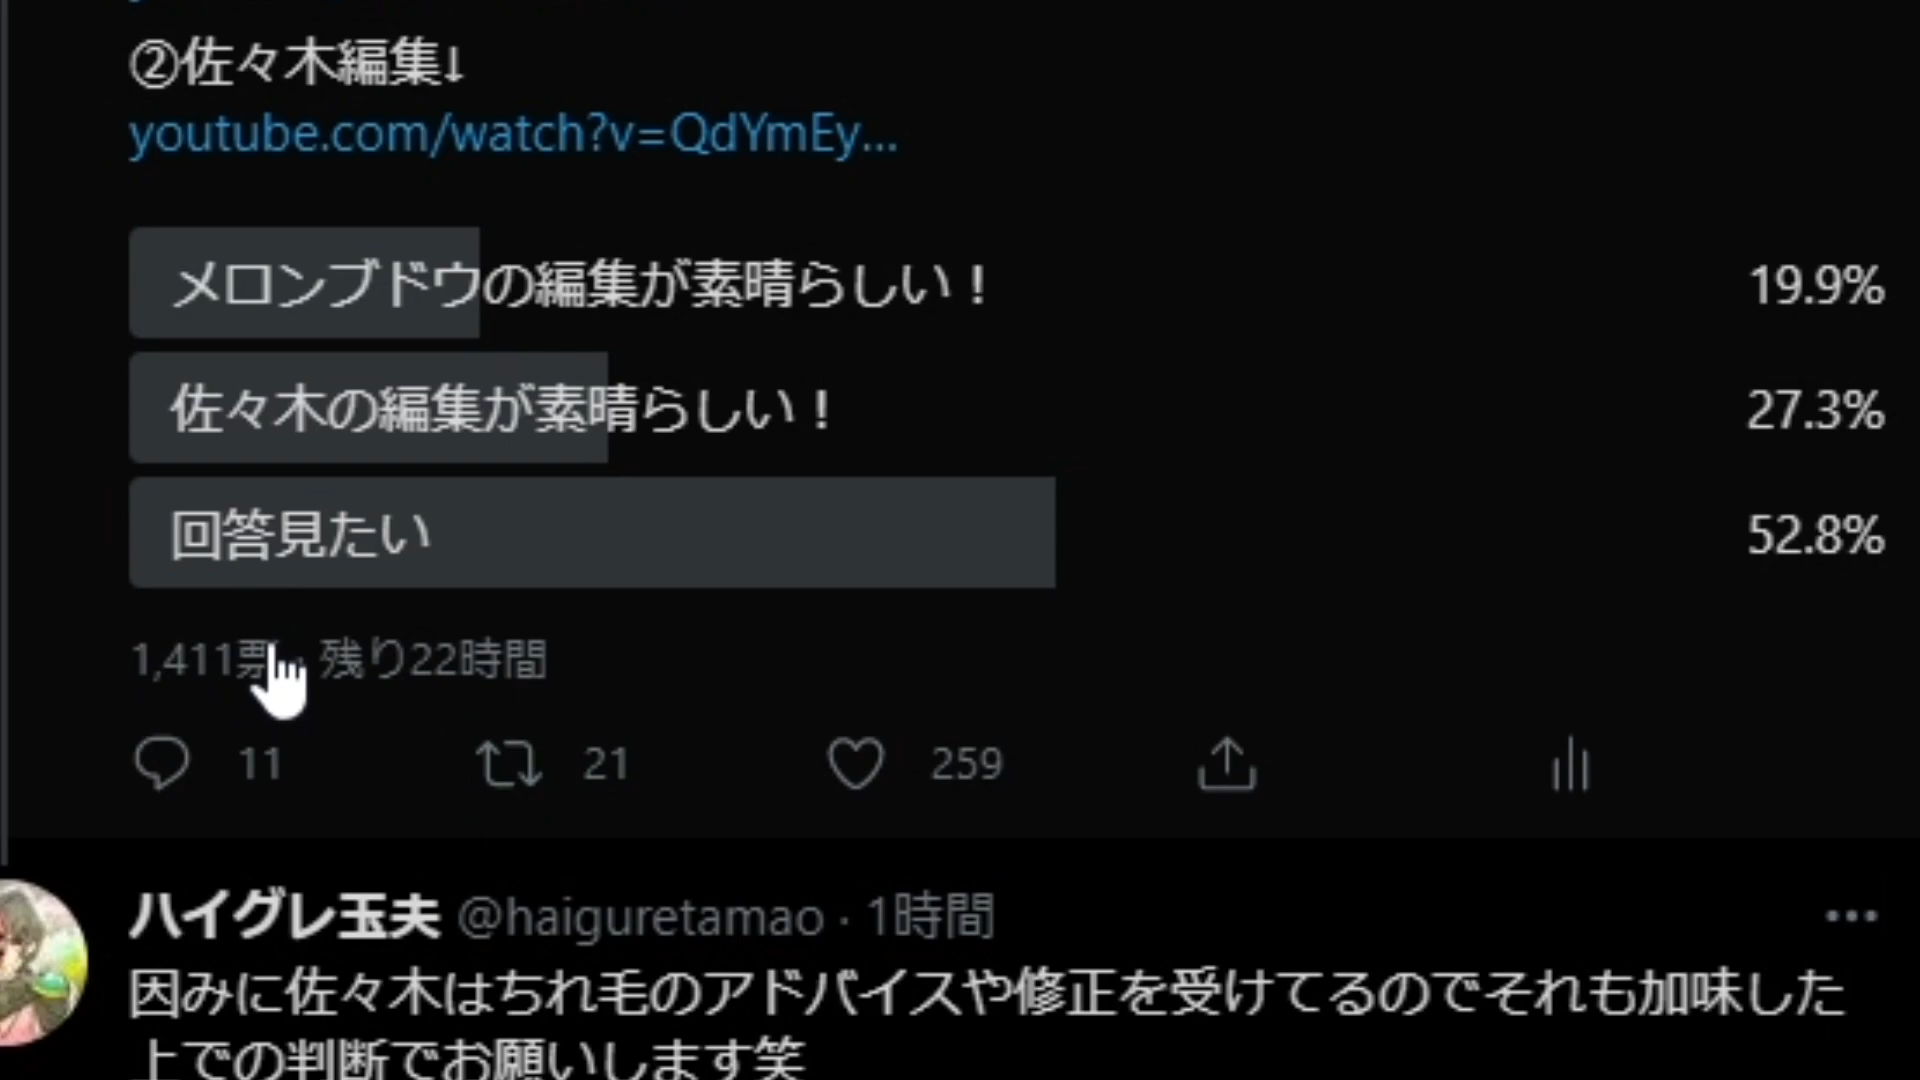 ②佐々木編集↓
youtube.com/watch?v=QdYmEy...
メロンブドウの編集が素晴らしい！ 19.9%
佐々木の編集が素晴らしい！ 27.3%
回答見たい 52.8%
1,411票 · 残り22時間
11 21 259
ハイグレ玉夫 @haiguretamao · 1時間
因みに佐々木はちれ毛のアドバイスや修正を受けてるのでそれも加味した
上での判断でお願いします笑